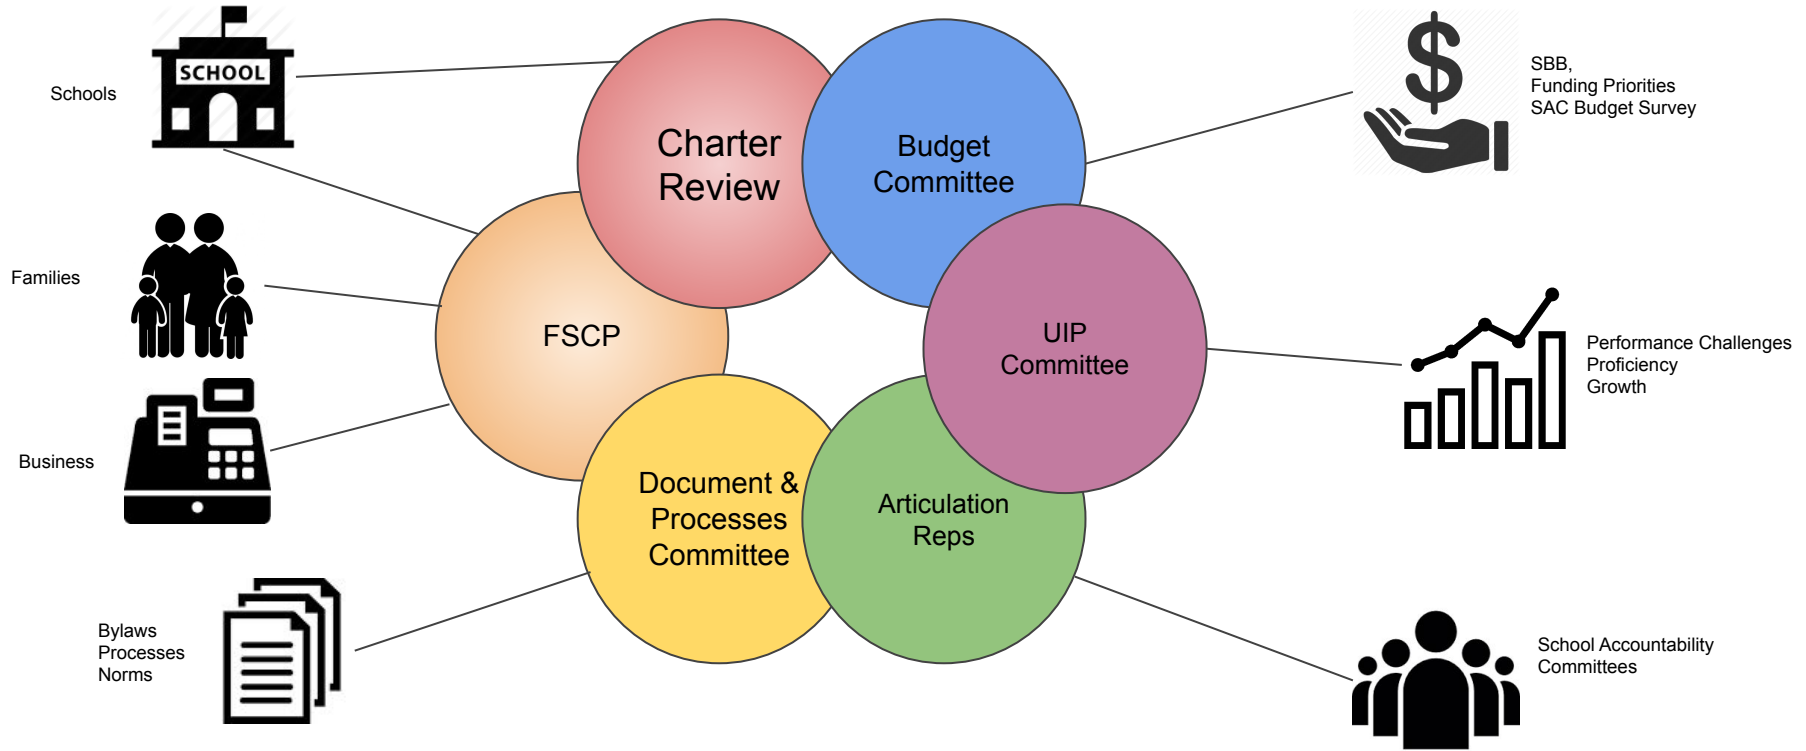 Schools
SCHOOL
Charter
Review
Budget
Committee
SBB,
Funding Priorities
SAC Budget Survey
Families
FSCP
UIP
Committee
Performance Challenges
Proficiency
Growth
Business
Document &
Processes
Committee
Articulation
Reps
Bylaws
Processes
Norms
School Accountability
Committees